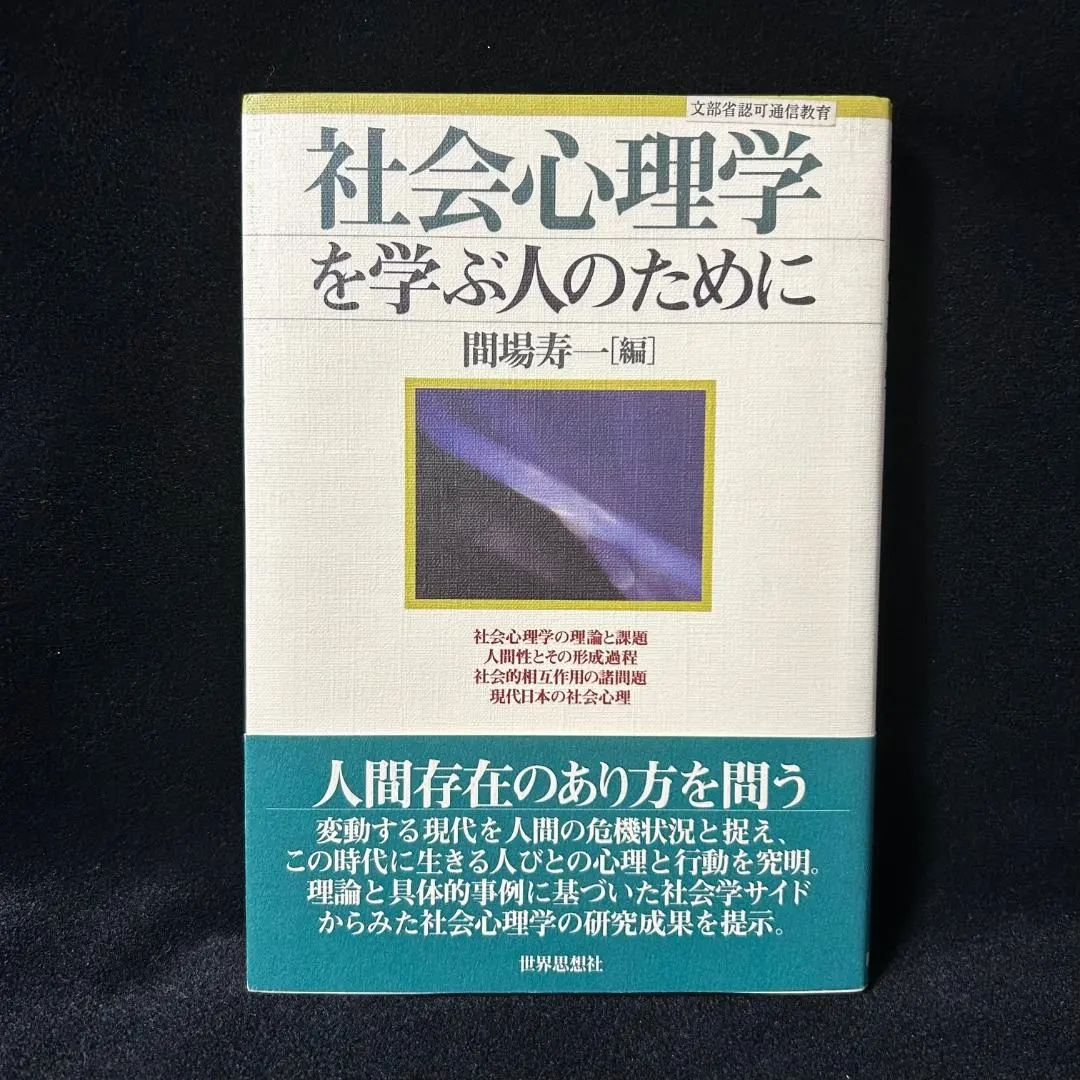 文部省認可通信教育
社会心理学
を学ぶ人のために
間場寿一[編]
社会心理学の理論と課題
人間性とその形成過程
社会的相互作用の諸問題
現代日本の社会心理
人間存在のあり方を問う
変動する現代を人間の危機状況と捉え、
この時代に生きる人びとの心理と行動を究明。
理論と具体的事例に基づいた社会学サイド
からみた社会心理学の研究成果を提示。
世界思想社